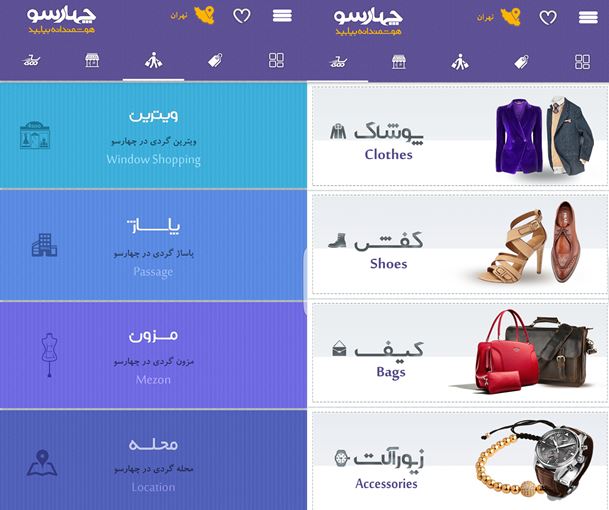 چهارسو
هوشمندانه بیابید
تهران
ویترین
ویترین گردی در چهارسو
Window Shopping
پاساژ
پاساژ گردی در چهارسو
Passage
مزون
مزون گردی در چهارسو
Mezon
محله
محله گردی در چهارسو
Location
چهارسو
هوشمندانه بیابید
تهران
پوشاک
Clothes
کفش
Shoes
کیف
Bags
زیورآلات
Accessories